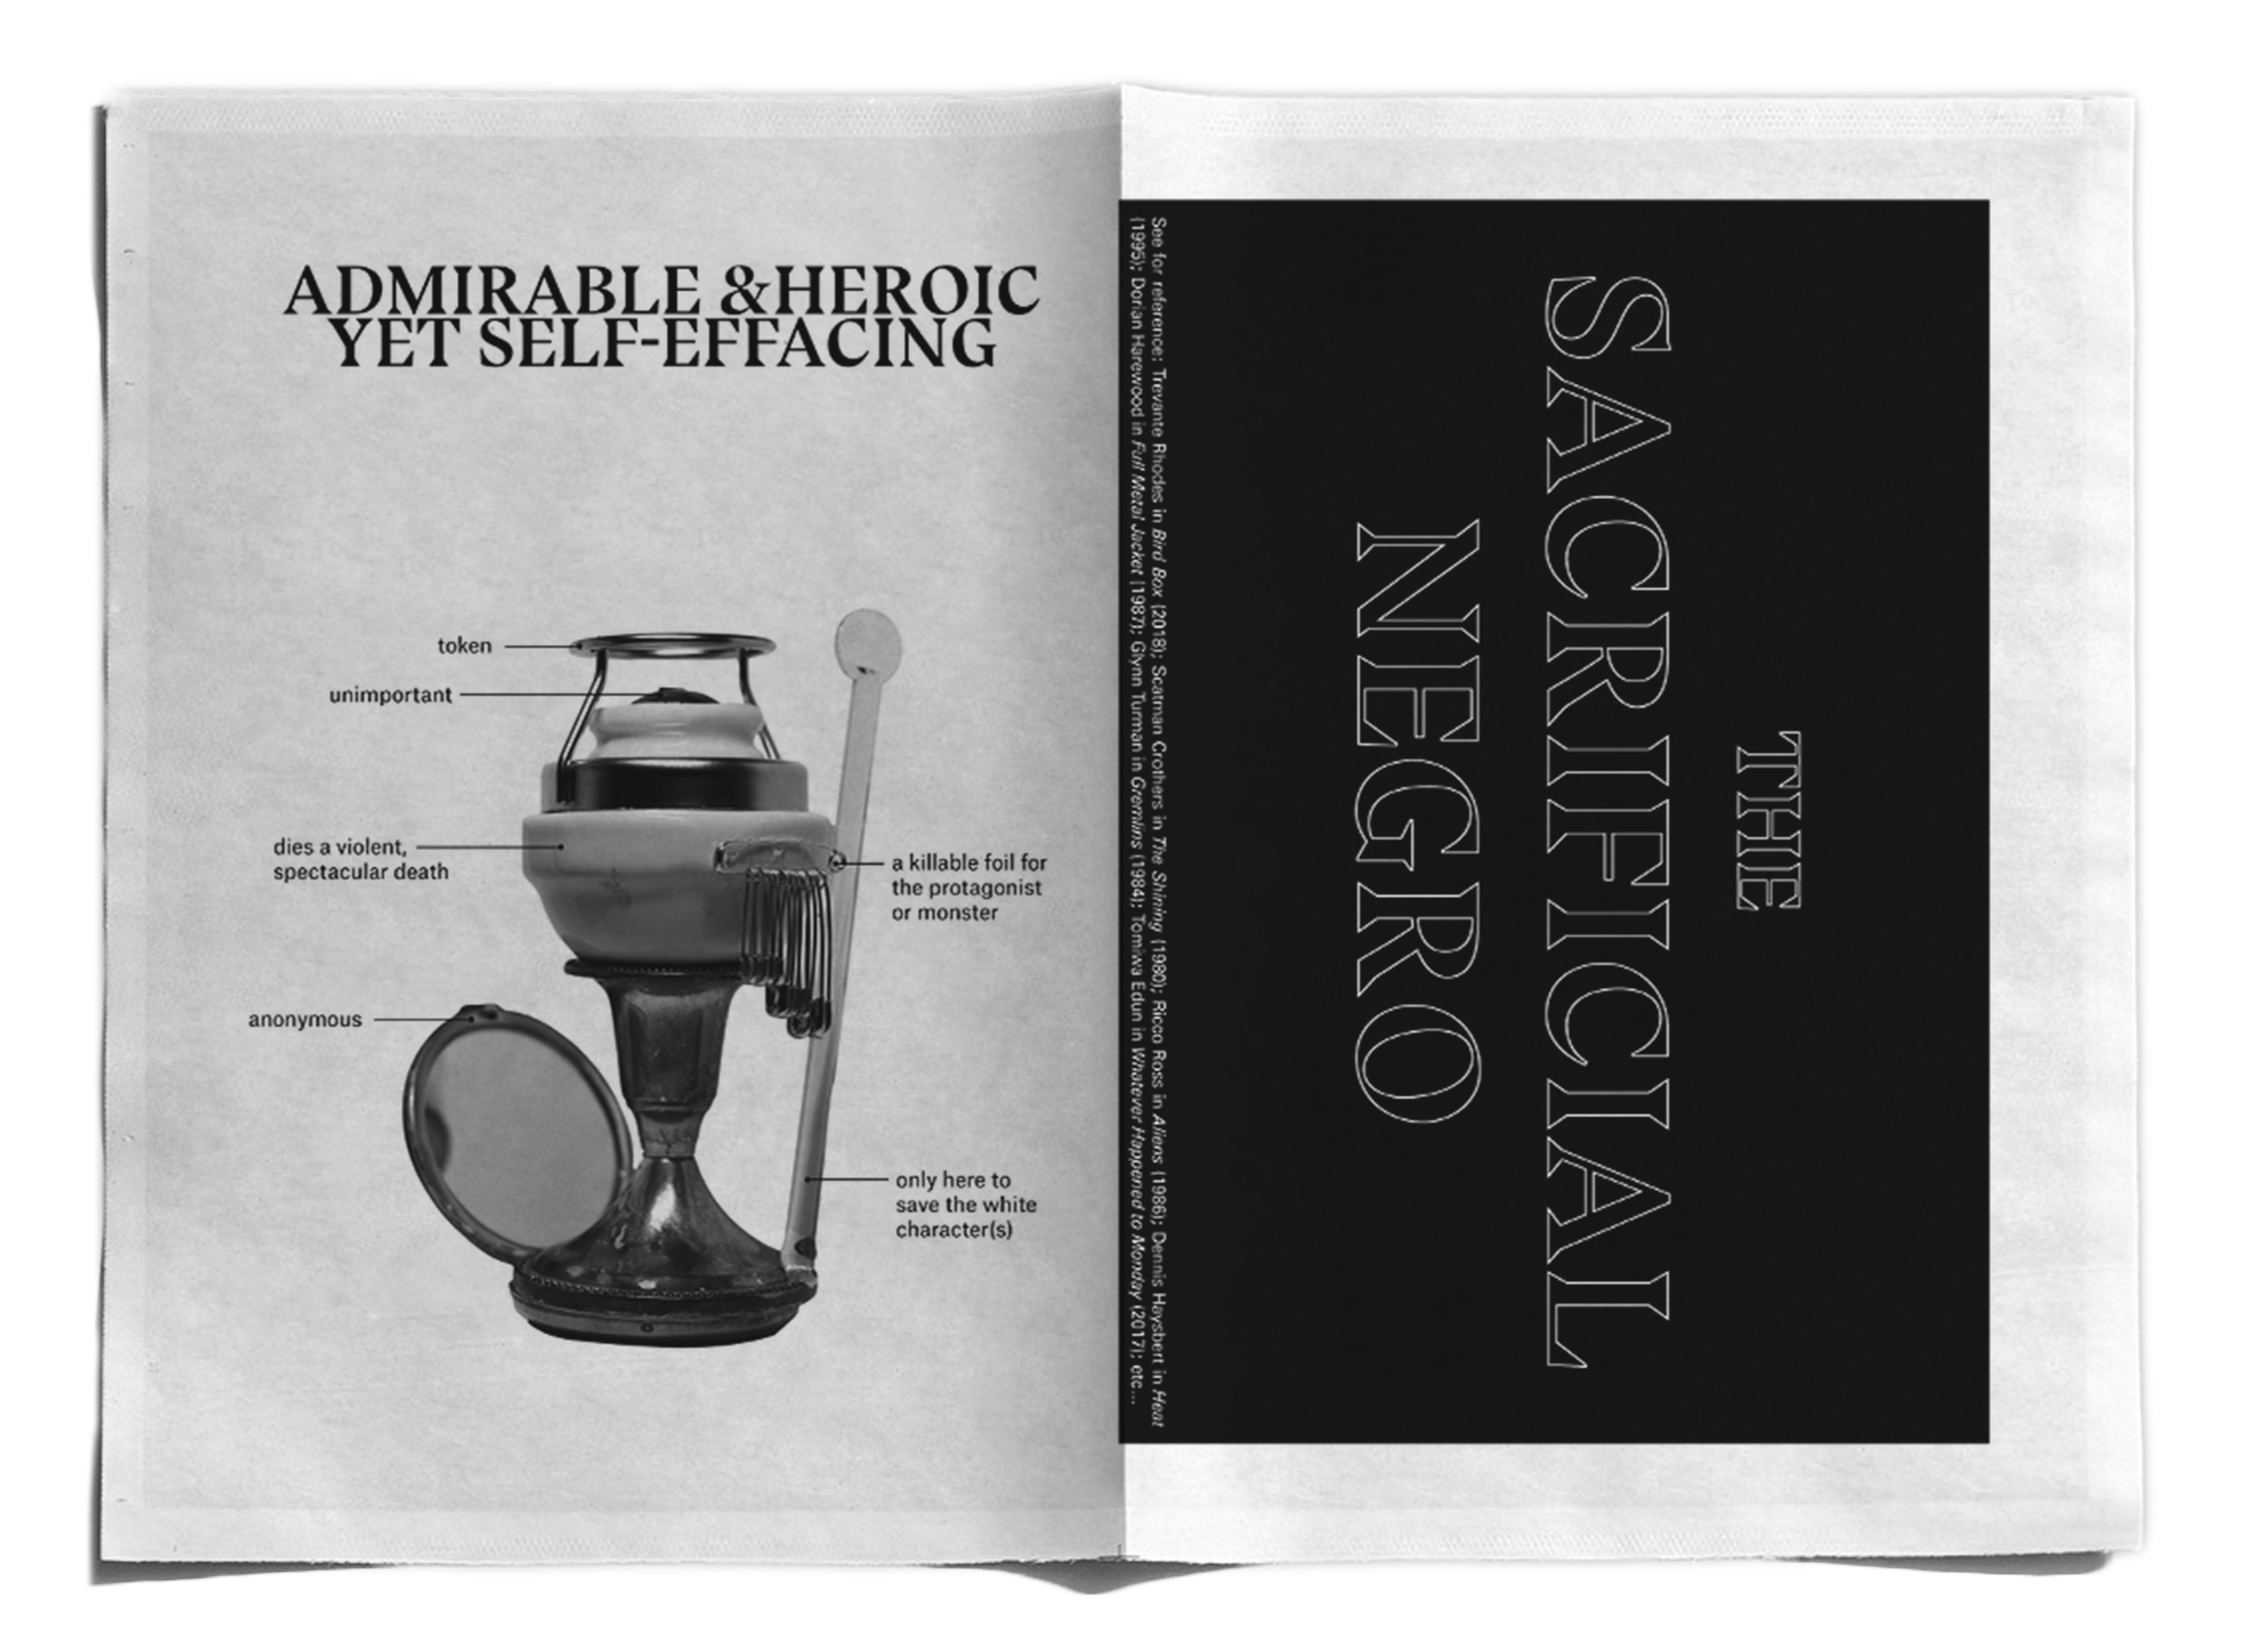 ADMIRABLE &HEROIC
YET SELF-EFFACING
token
unimportant
dies a violent,
spectacular death
a killable foil for
the protagonist
or monster
anonymous
only here to
save the white
character(s)
THE
SACRIFICIAL
NEGRO
See for reference: Trevante Rhodes in Bird Box (2018); Scatman Crothers in The Shining (1980); Ricco Ross in Aliens (1986); Dennis Haysbert in Heat
(1995); Dorian Harewood in Full Metal Jacket (1987); Glynn Turman in Gremlins (1984); Tomiwa Edun in Whatever Happened to Monday (2017); etc...